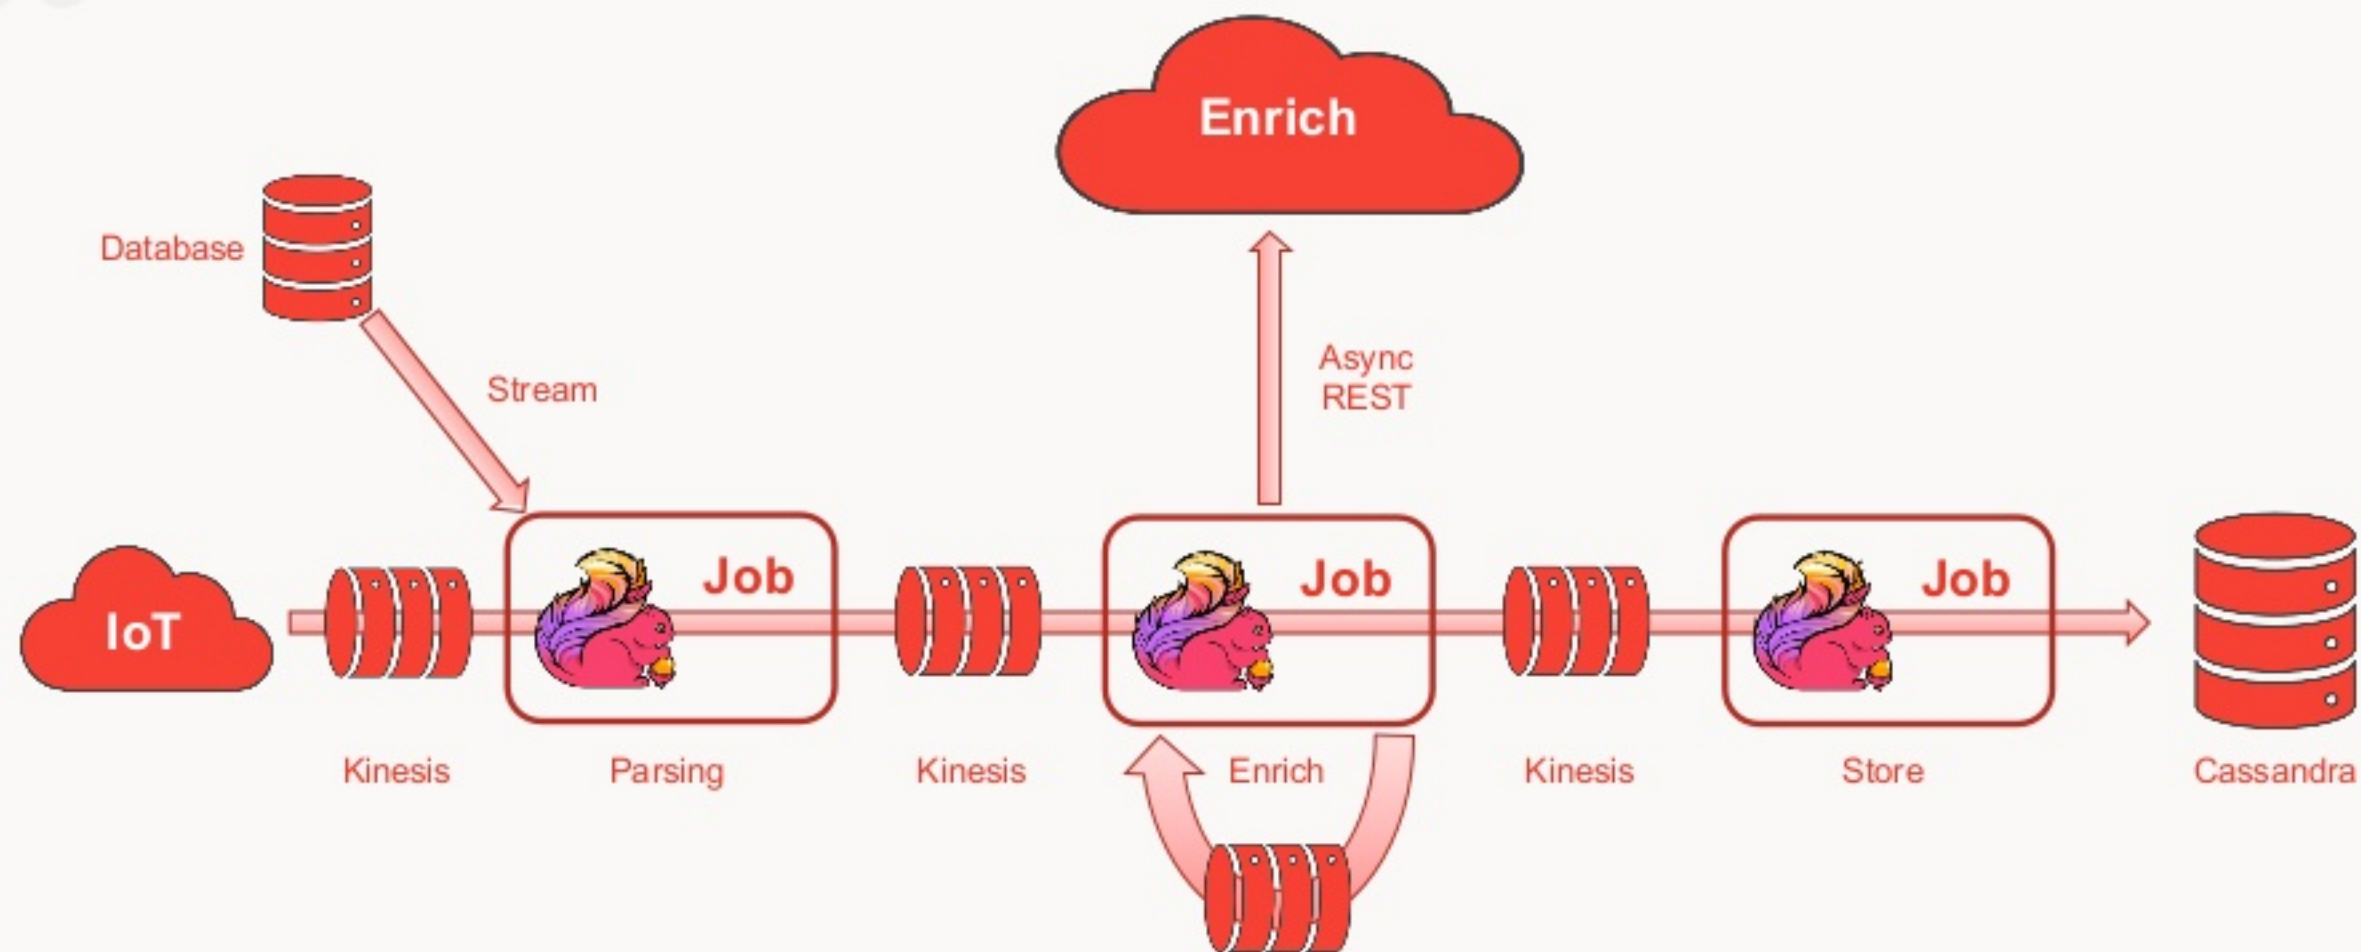 Enrich
Database
Stream
Async
REST
IoT
Job
Job
Job
Kinesis
Parsing
Kinesis
Enrich
Kinesis
Store
Cassandra